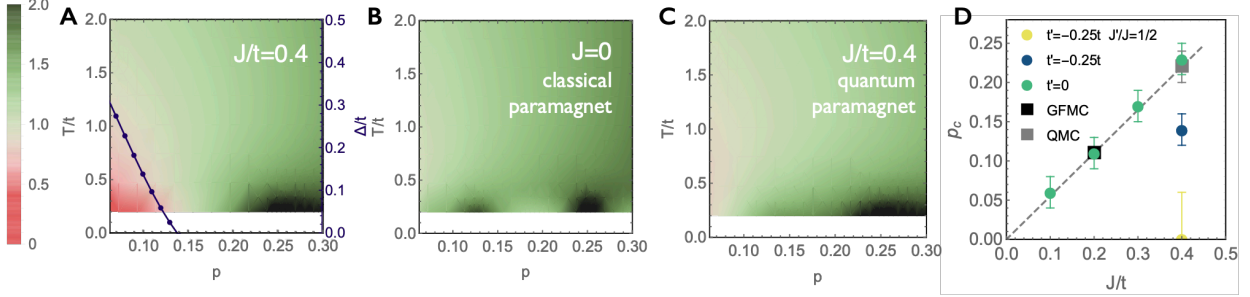 A
B
C
D
2.0
1.5
1.0
0.5
0
T/t
2.0
1.5
1.0
0.5
0.0
J/t=0.4
0.5
0.4
0.3
0.2
0.1
0.0
Δ/t
0.10 0.15 0.20 0.25 0.30
p
T/t
2.0
1.5
1.0
0.5
0.0
J=0
classical
paramagnet
0.10 0.15 0.20 0.25 0.30
p
T/t
2.0
1.5
1.0
0.5
0.0
J/t=0.4
quantum
paramagnet
0.10 0.15 0.20 0.25 0.30
p
p_c
0.25
0.20
0.15
0.10
0.05
0.00
t'=−0.25t J'/J=1/2
t'=−0.25t
t'=0
GFMC
QMC
0.0 0.1 0.2 0.3 0.4 0.5
J/t